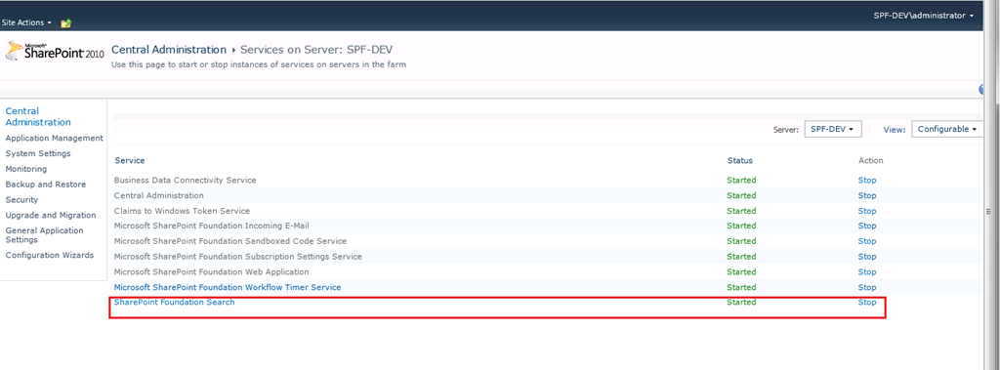 SPF-DEV\administrator
Site Actions
Microsoft
SharePoint 2010
Central Administration Services on Server: SPF-DEV
Use this page to start or stop instances of services on servers in the farm
Central
Administration
Application Management
System Settings
Monitoring
Backup and Restore
Security
Upgrade and Migration
General Application
Settings
Configuration Wizards
Server: SPF-DEV View: Configurable
Service Status Action
Business Data Connectivity Service Started Stop
Central Administration Started Stop
Claims to Windows Token Service Started Stop
Microsoft SharePoint Foundation Incoming E-Mail Started Stop
Microsoft SharePoint Foundation Sandboxed Code Service Started Stop
Microsoft SharePoint Foundation Subscription Settings Service Started Stop
Microsoft SharePoint Foundation Web Application Started Stop
Microsoft SharePoint Foundation Workflow Timer Service Started Stop
SharePoint Foundation Search Started Stop